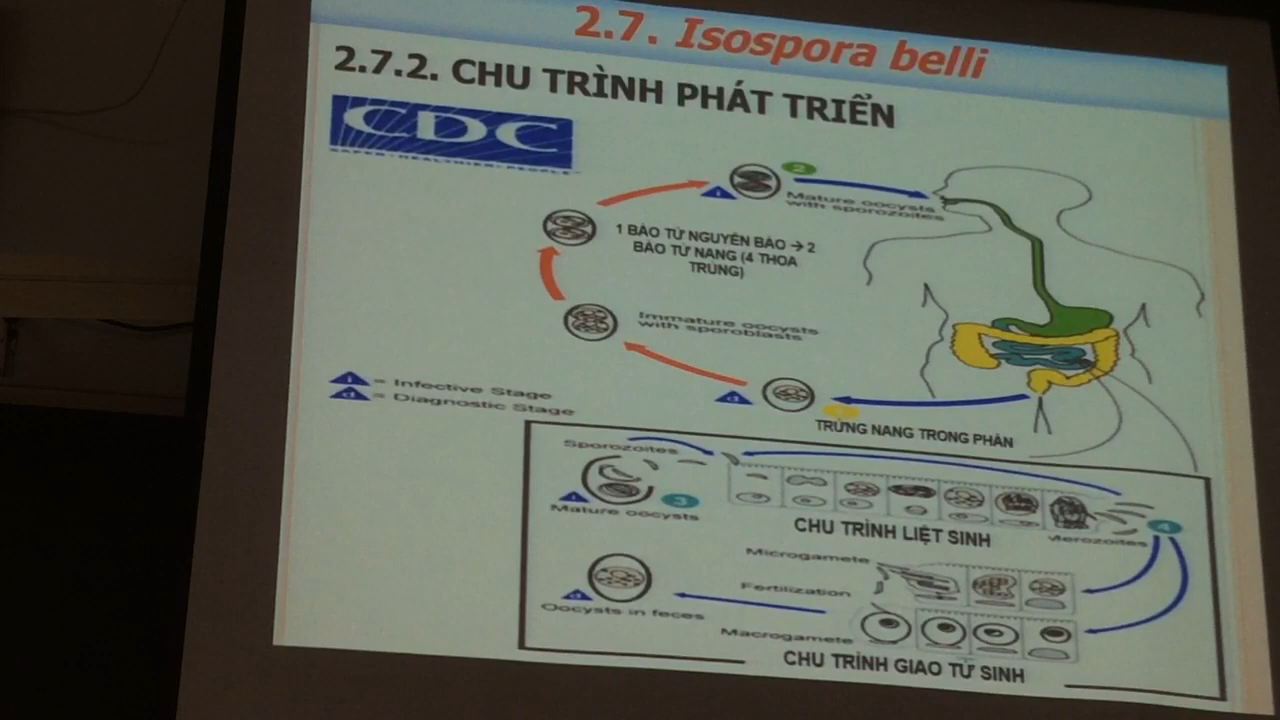 2.7. Isospora belli
2.7.2. CHU TRÌNH PHÁT TRIỂN
CDC
SAFER • HEALTHIER • PEOPLE™
i
2
Mature oocysts
with sporozoites
1 BÀO TỬ NGUYÊN BÀO → 2
BÀO TỬ NANG (4 THOA
TRÙNG)
Immature oocysts
with sporoblasts
i = Infective Stage
d = Diagnostic Stage
d
TRỨNG NANG TRONG PHÂN
Sporozoites
i
3
Mature oocysts
CHU TRÌNH LIỆT SINH
Merozoites
4
Microgamete
Fertilization
d
Oocysts in feces
Macrogamete
CHU TRÌNH GIAO TỬ SINH